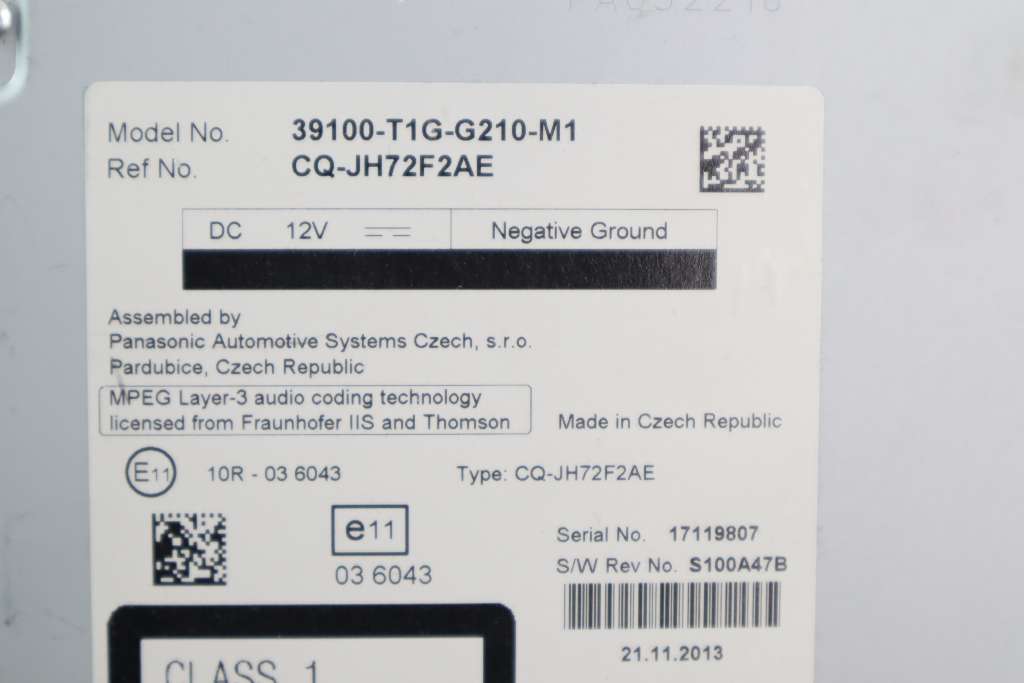 Model No. 39100-T1G-G210-M1
Ref No. CQ-JH72F2AE
DC 12V Negative Ground
Assembled by
Panasonic Automotive Systems Czech, s.r.o.
Pardubice, Czech Republic
MPEG Layer-3 audio coding technology
licensed from Fraunhofer IIS and Thomson
Made in Czech Republic
E11 10R - 03 6043 Type: CQ-JH72F2AE
e11
03 6043
Serial No. 17119807
S/W Rev No. S100A47B
21.11.2013
CLASS 1